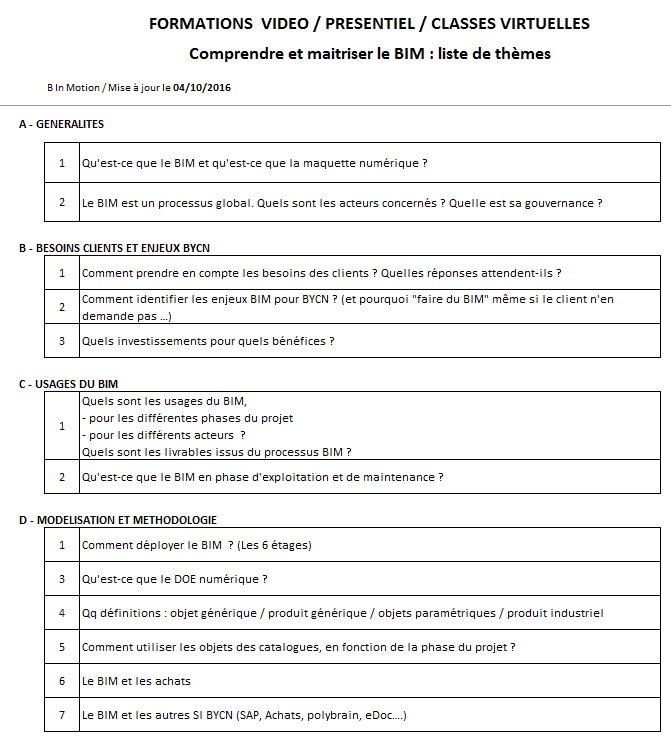 FORMATIONS VIDEO / PRESENTIEL / CLASSES VIRTUELLES
Comprendre et maitriser le BIM : liste de thèmes
B In Motion / Mise à jour le 04/10/2016
A - GENERALITES
1 Qu'est-ce que le BIM et qu'est-ce que la maquette numérique ?
2 Le BIM est un processus global. Quels sont les acteurs concernés ? Quelle est sa gouvernance ?
B - BESOINS CLIENTS ET ENJEUX BYCN
1 Comment prendre en compte les besoins des clients ? Quelles réponses attendent-ils ?
2 Comment identifier les enjeux BIM pour BYCN ? (et pourquoi "faire du BIM" même si le client n'en
demande pas ...)
3 Quels investissements pour quels bénéfices ?
C - USAGES DU BIM
1 Quels sont les usages du BIM,
- pour les différentes phases du projet
- pour les différents acteurs ?
Quels sont les livrables issus du processus BIM ?
2 Qu'est-ce que le BIM en phase d'exploitation et de maintenance ?
D - MODELISATION ET METHODOLOGIE
1 Comment déployer le BIM ? (Les 6 étages)
3 Qu'est-ce que le DOE numérique ?
4 Qq définitions : objet générique / produit générique / objets paramétriques / produit industriel
5 Comment utiliser les objets des catalogues, en fonction de la phase du projet ?
6 Le BIM et les achats
7 Le BIM et les autres SI BYCN (SAP, Achats, polybrain, eDoc....)